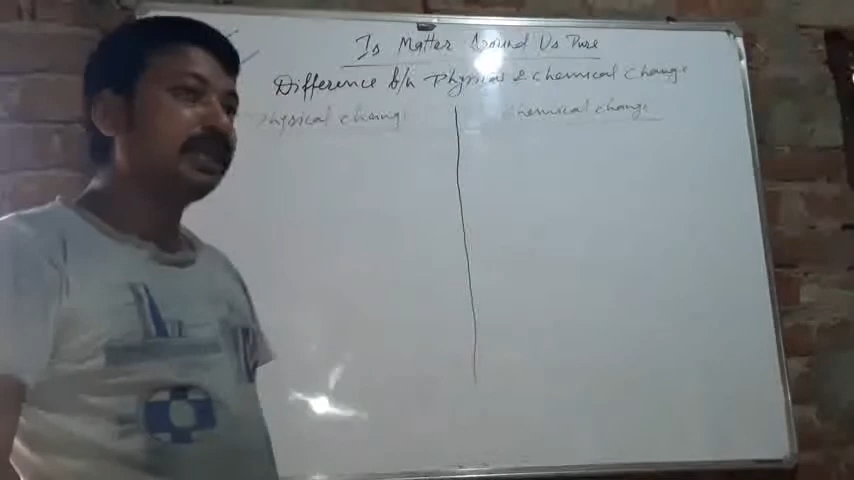 Is Matter Around Us Pure
Difference b/n Physical & chemical change
Physical change
Chemical change